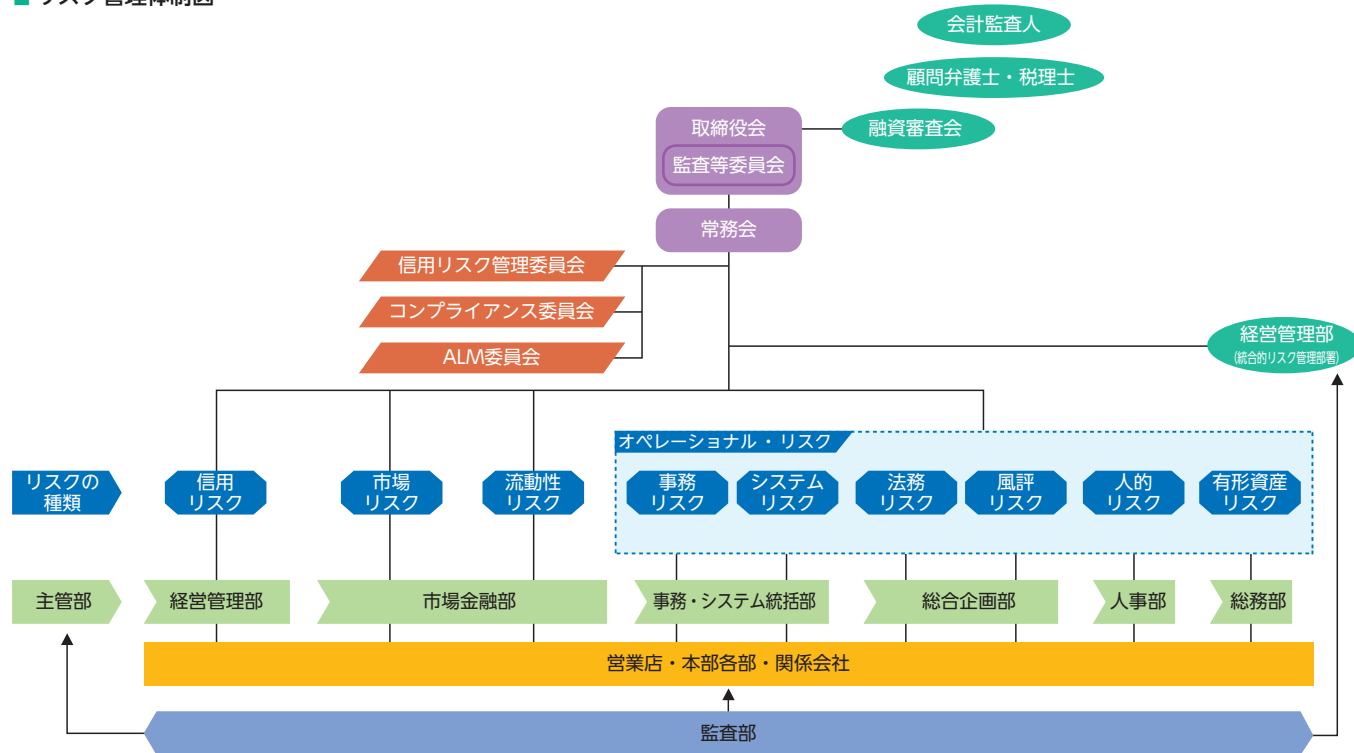 ■ リスク管理体制図
会計監査人
顧問弁護士・税理士
取締役会
融資審査会
監査等委員会
常務会
信用リスク管理委員会
コンプライアンス委員会
ALM委員会
経営管理部
(統合的リスク管理部署)
オペレーショナル・リスク
リスクの
種類
信用
リスク
市場
リスク
流動性
リスク
事務
リスク
システム
リスク
法務
リスク
風評
リスク
人的
リスク
有形資産
リスク
主管部
経営管理部
市場金融部
事務・システム統括部
総合企画部
人事部
総務部
営業店・本部各部・関係会社
監査部